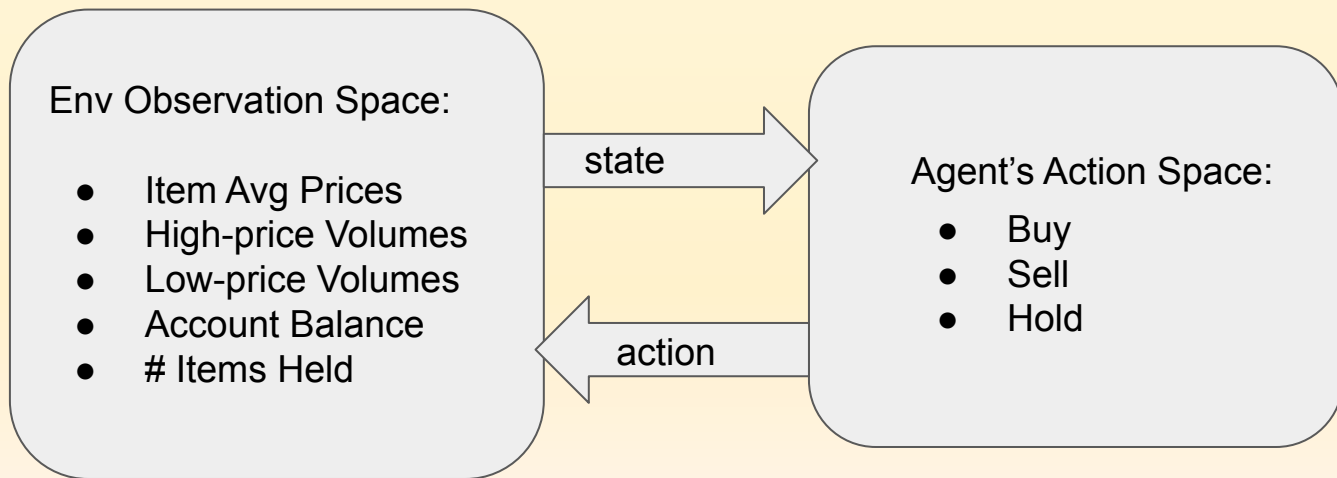 Env Observation Space:
● Item Avg Prices
● High-price Volumes
● Low-price Volumes
● Account Balance
● # Items Held
state
action
Agent’s Action Space:
● Buy
● Sell
● Hold